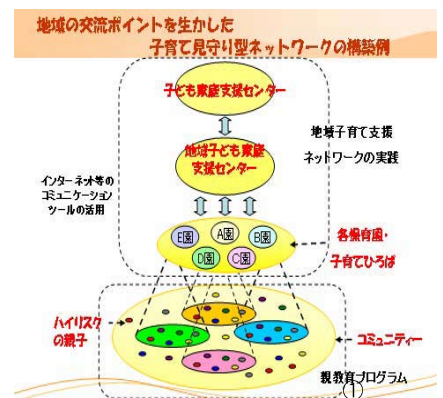 地域の交流ポイントを生かした
子育て見守り型ネットワークの構築例
子ども家庭支援センター
地域子ども家庭
支援センター
地域子育て支援
ネットワークの実践
インターネット等の
コミュニケーション
ツールの活用
E園
A園
B園
D園
C園
各保育園・
子育てひろば
ハイリスク
の親子
コミュニティー
親教育プログラム
①